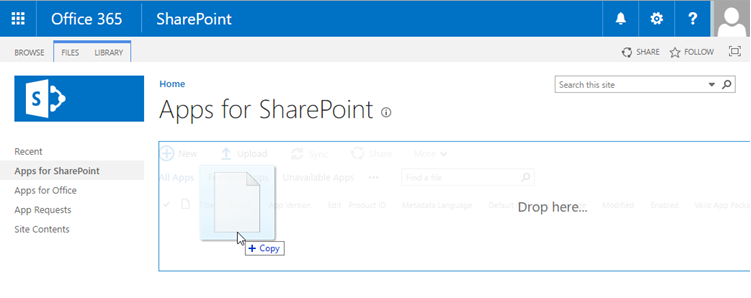 Office 365 SharePoint ?
BROWSE FILES LIBRARY SHARE FOLLOW
S
Home
Search this site
Apps for SharePoint
Recent
Apps for SharePoint
Apps for Office
App Requests
Site Contents
New Upload Sync Share More
All Apps Unavailable Apps ••• Find a file
Title App Version Edit Product ID Metadata Language Default Modified Enabled Valid App Packa
Drop here...
+ Copy